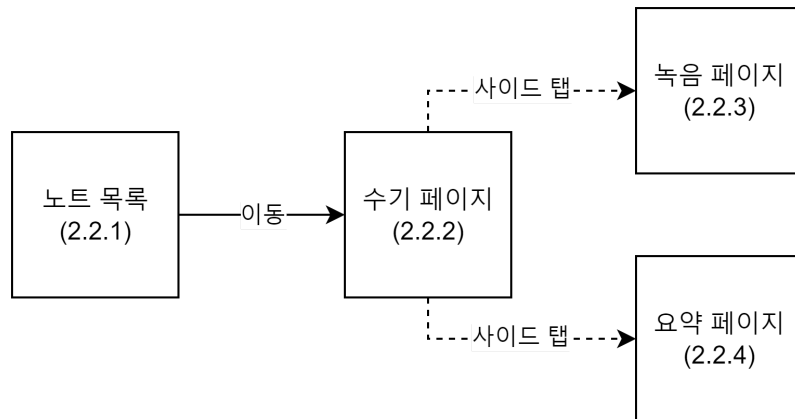 노트 목록
(2.2.1)
이동
수기 페이지
(2.2.2)
사이드 탭
녹음 페이지
(2.2.3)
사이드 탭
요약 페이지
(2.2.4)